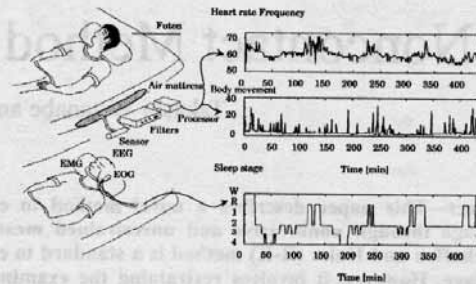 Heart rate Frequency
Futon
70
60
50
0 50 100 150 200 250 300 350 400
Air mattress
Body movement
40
20
0
0 50 100 150 200 250 300 350 400
Processor
Filters
Sensor
Time [min]
EEG
EMG
EOG
Sleep stage
W
R
1
2
3
4
0 50 100 150 200 250 300 350 400
Time [min]